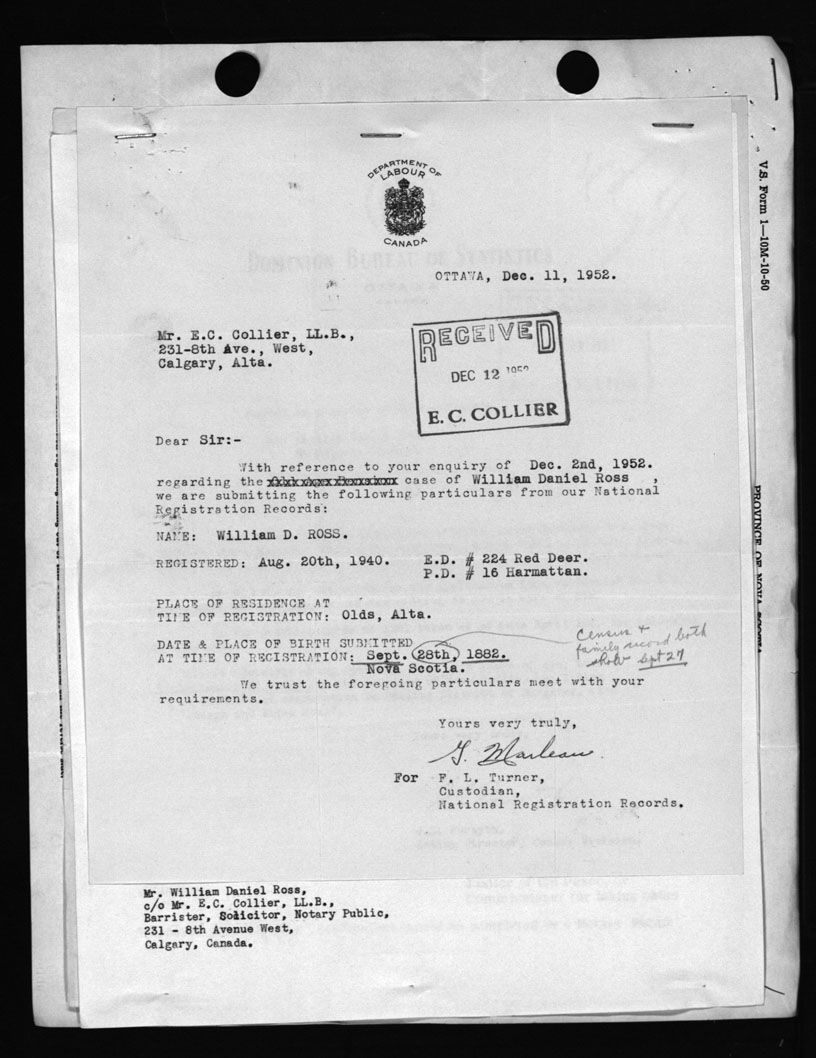 DEPARTMENT OF
LABOUR
CANADA
DOMINION BUREAU OF STATISTICS
OTTAWA
OTTAWA, Dec. 11, 1952.
Mr. E.C. Collier, LL.B.,
231-8th Ave., West,
Calgary, Alta.
RECEIVED
DEC 12 1952
E. C. COLLIER
Dear Sir:-
With reference to your enquiry of Dec. 2nd, 1952.
regarding the case of William Daniel Ross ,
we are submitting the following particulars from our National
Registration Records:
NAME: William D. ROSS.
REGISTERED: Aug. 20th, 1940. E.D. # 224 Red Deer.
P.D. # 16 Harmattan.
PLACE OF RESIDENCE AT
TIME OF REGISTRATION: Olds, Alta.
DATE & PLACE OF BIRTH SUBMITTED
AT TIME OF REGISTRATION: Sept. 28th, 1882.
Nova Scotia.
Census +
family record both
show Sept 27
We trust the foregoing particulars meet with your
requirements.
Yours very truly,
G. Marleau.
For F. L. Turner,
Custodian,
National Registration Records.
Mr. William Daniel Ross,
c/o Mr. E.C. Collier, LL.B.,
Barrister, Solicitor, Notary Public,
231 - 8th Avenue West,
Calgary, Canada.
V.S. Form 1—10M-10-50
PROVINCE OF NOVA SCOTIA